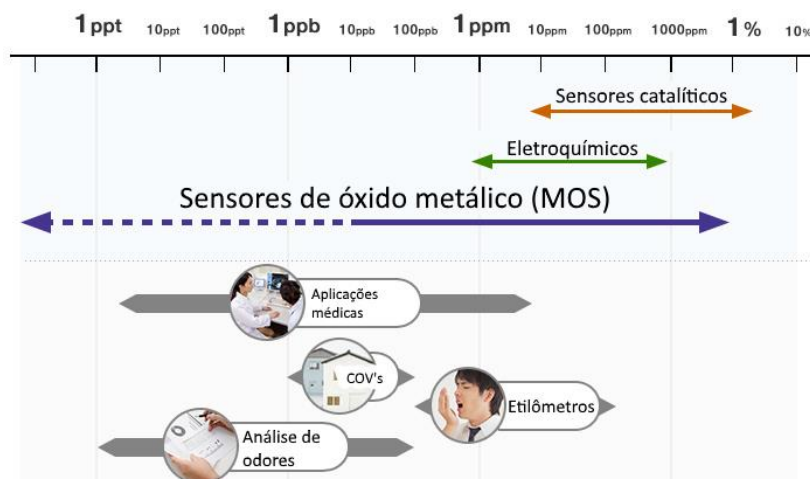 1ppt 10ppt 100ppt 1ppb 10ppb 100ppb 1ppm 10ppm 100ppm 1000ppm 1% 10%
Sensores catalíticos
Eletroquímicos
Sensores de óxido metálico (MOS)
Aplicações
médicas
COV's
Etilômetros
Análise de
odores